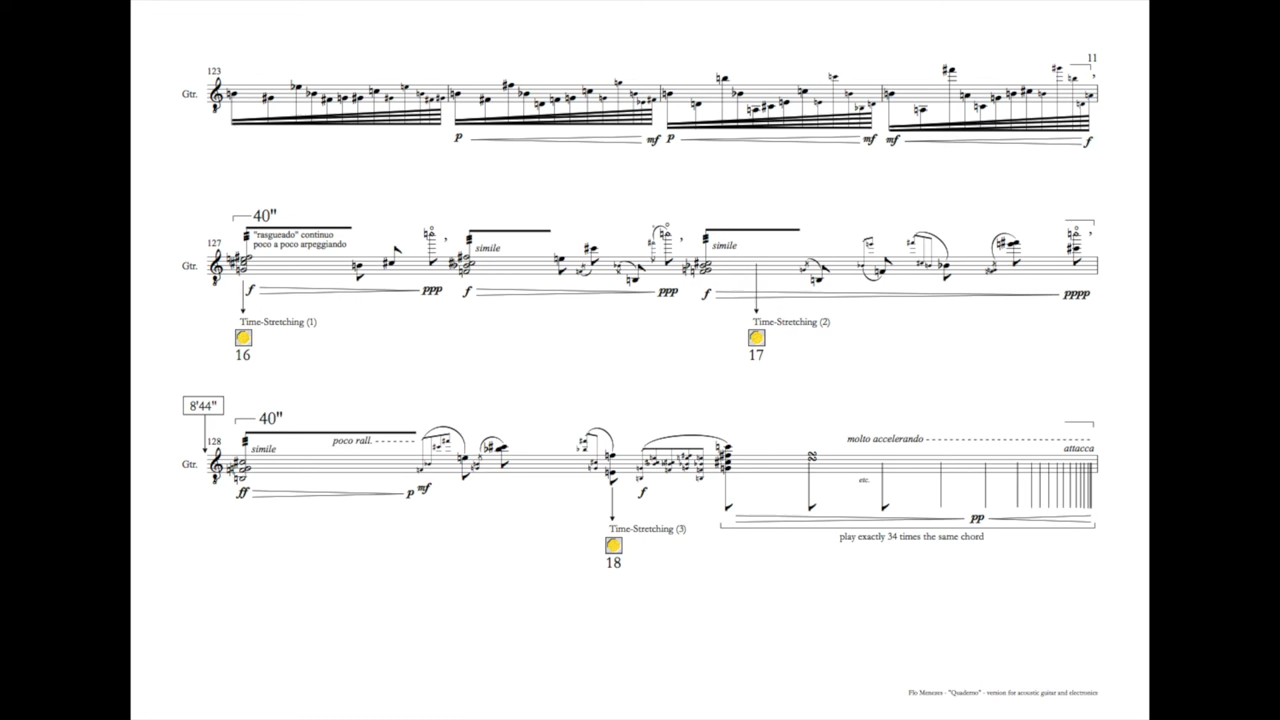 11
123
Gtr.
p mf p mf mf f
40"
127
"rasgueado" continuo
poco a poco arpeggiando
simile
simile
Gtr.
f ppp f ppp f pppp
Time-Stretching (1)
Time-Stretching (2)
16
17
8'44"
40"
128
simile
poco rall.
molto accelerando
attacca
Gtr.
etc.
ff p mf f
pp
Time-Stretching (3)
play exactly 34 times the same chord
18
Flo Menezes - "Quaderno" - version for acoustic guitar and electronics